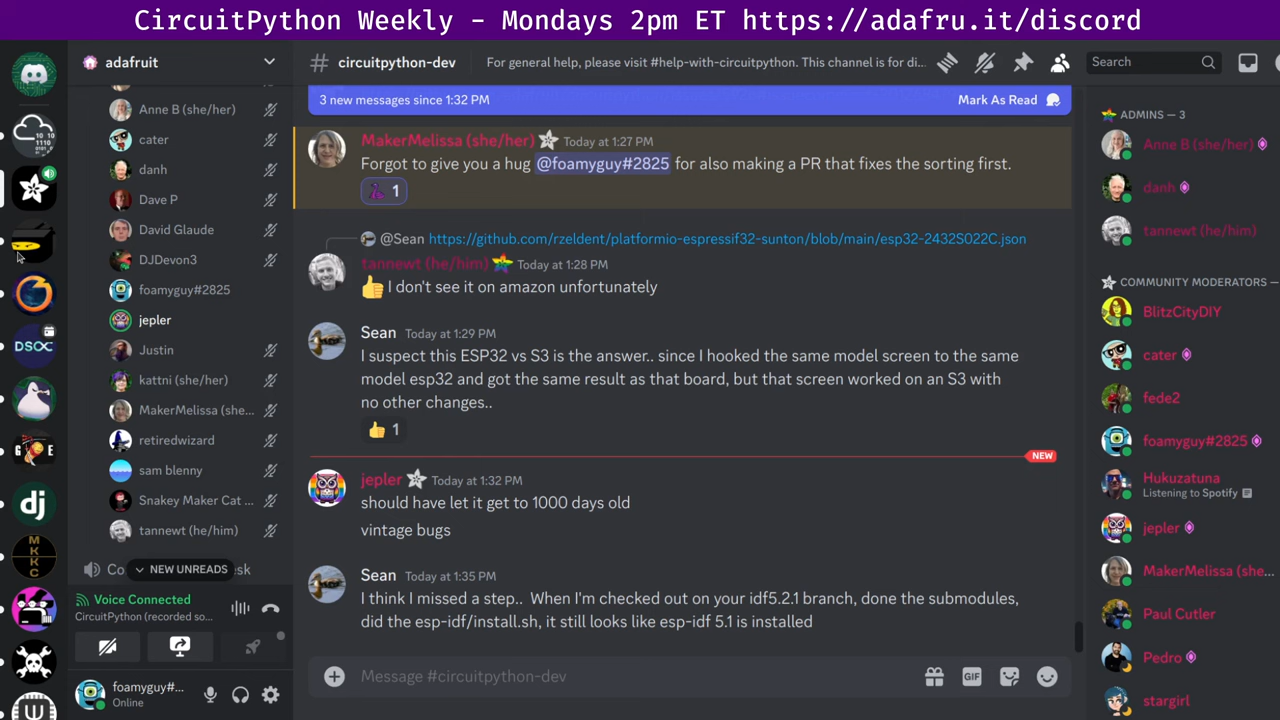 CircuitPython Weekly - Mondays 2pm ET https://adafru.it/discord
adafruit
Anne B (she/her)
cater
danh
Dave P
David Glaude
DJDevon3
foamyguy#2825
jepler
Justin
kattni (she/her)
MakerMelissa (she...
retiredwizard
sam blenny
Snakey Maker Cat ...
tannewt (he/him)
Co
NEW UNREADS
sk
Voice Connected
CircuitPython (recorded so...
foamyguy#...
Online
DSOC
G E
dj
M
K K
C
# circuitpython-dev
For general help, please visit #help-with-circuitpython. This channel is for di...
Search
3 new messages since 1:32 PM
Mark As Read
MakerMelissa (she/her) Today at 1:27 PM
Forgot to give you a hug @foamyguy#2825 for also making a PR that fixes the sorting first.
1
@Sean https://github.com/rzeldent/platformio-espressif32-sunton/blob/main/esp32-2432S022C.json
tannewt (he/him) Today at 1:28 PM
👍 I don't see it on amazon unfortunately
Sean Today at 1:29 PM
I suspect this ESP32 vs S3 is the answer.. since I hooked the same model screen to the same
model esp32 and got the same result as that board, but that screen worked on an S3 with
no other changes..
👍 1
NEW
jepler Today at 1:32 PM
should have let it get to 1000 days old
vintage bugs
Sean Today at 1:35 PM
I think I missed a step.. When I'm checked out on your idf5.2.1 branch, done the submodules,
did the esp-idf/install.sh, it still looks like esp-idf 5.1 is installed
Message #circuitpython-dev
GIF
ADMINS — 3
Anne B (she/her)
danh
tannewt (he/him)
COMMUNITY MODERATORS —
BlitzCityDIY
cater
fede2
foamyguy#2825
Hukuzatuna
Listening to Spotify
jepler
MakerMelissa (she...
Paul Cutler
Pedro
stargirl